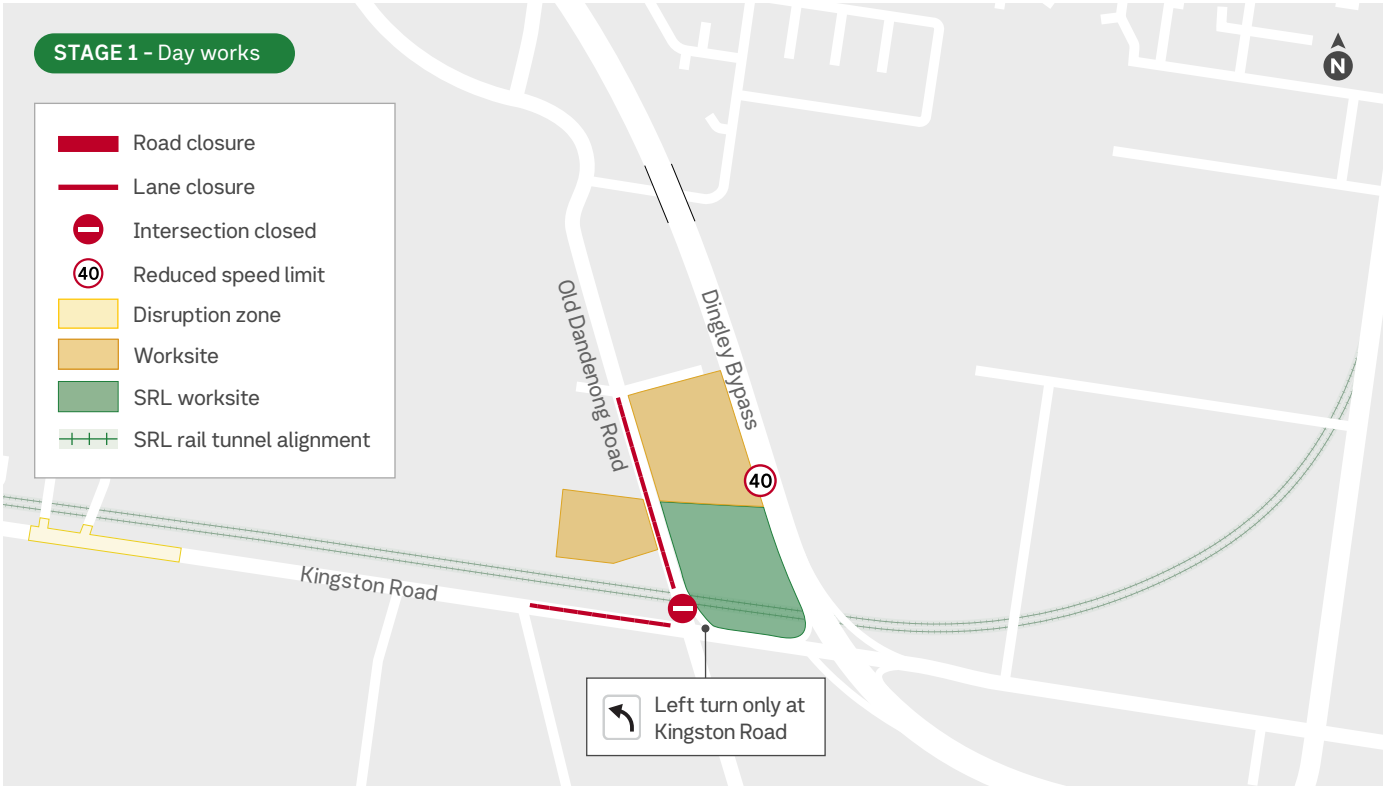 STAGE 1 - Day works
N
Road closure
Lane closure
Intersection closed
40 Reduced speed limit
Disruption zone
Worksite
SRL worksite
SRL rail tunnel alignment
Old Dandenong Road
Dingley Bypass
40
Kingston Road
Left turn only at
Kingston Road